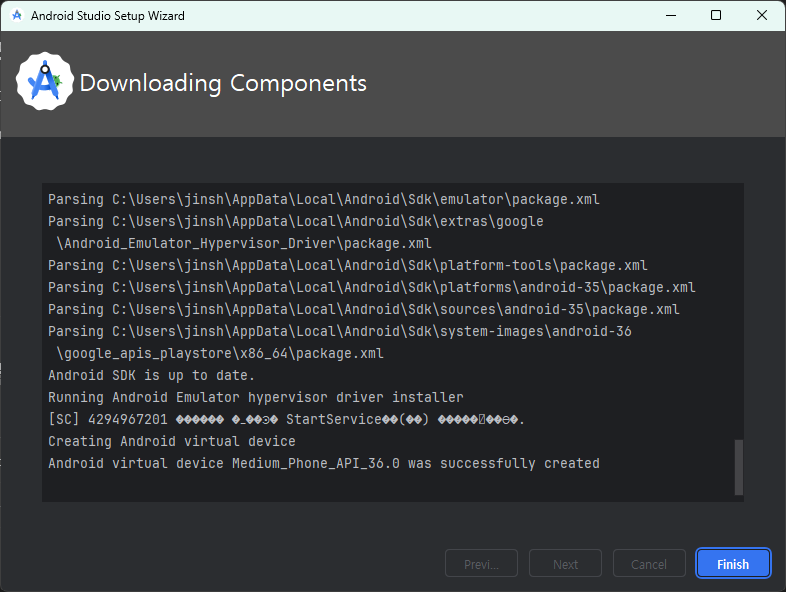 Android Studio Setup Wizard
Downloading Components
Parsing C:\Users\jinsh\AppData\Local\Android\Sdk\emulator\package.xml
Parsing C:\Users\jinsh\AppData\Local\Android\Sdk\extras\google
\Android_Emulator_Hypervisor_Driver\package.xml
Parsing C:\Users\jinsh\AppData\Local\Android\Sdk\platform-tools\package.xml
Parsing C:\Users\jinsh\AppData\Local\Android\Sdk\platforms\android-35\package.xml
Parsing C:\Users\jinsh\AppData\Local\Android\Sdk\sources\android-35\package.xml
Parsing C:\Users\jinsh\AppData\Local\Android\Sdk\system-images\android-36
\google_apis_playstore\x86_64\package.xml
Android SDK is up to date.
Running Android Emulator hypervisor driver installer
[SC] 4294967201 StartService
Creating Android virtual device
Android virtual device Medium_Phone_API_36.0 was successfully created
Previ...
Next
Cancel
Finish